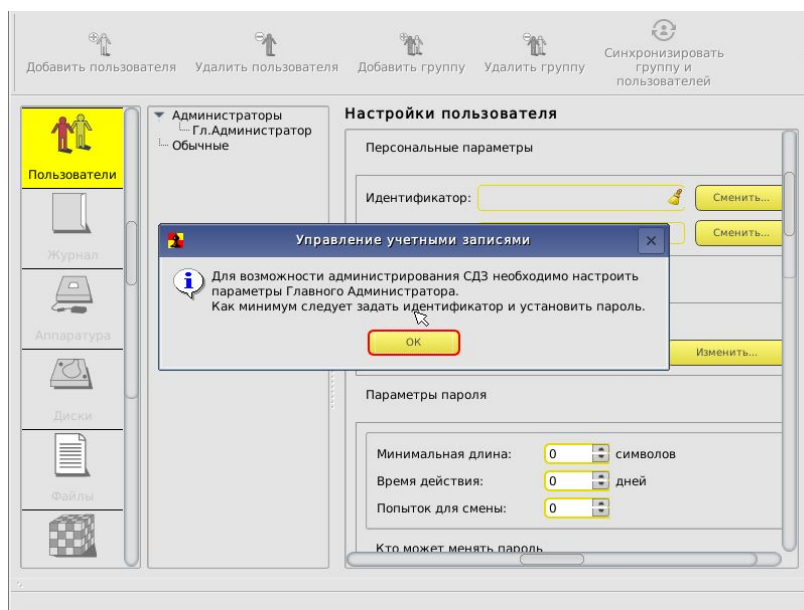 Добавить пользователя
Удалить пользователя
Добавить группу
Удалить группу
Синхронизировать
группу и
пользователей
Пользователи
Журнал
Аппаратура
Диски
Файлы
Администраторы
Гл.Администратор
Обычные
Настройки пользователя
Персональные параметры
Идентификатор:
Сменить...
Сменить...
Управление учетными записями
Для возможности администрирования СДЗ необходимо настроить
параметры Главного Администратора.
Как минимум следует задать идентификатор и установить пароль.
OK
Изменить...
Параметры пароля
Минимальная длина: 0 символов
Время действия: 0 дней
Попыток для смены: 0
Кто может менять пароль